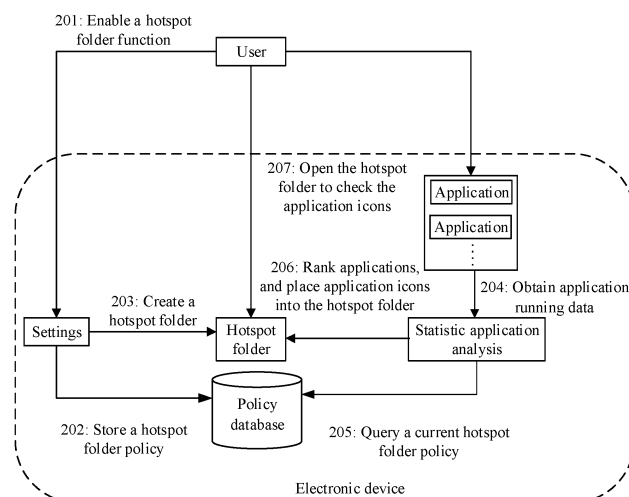 201: Enable a hotspot
folder function
User
207: Open the hotspot
folder to check the
application icons
Application
Application
206: Rank applications,
and place application icons
into the hotspot folder
204: Obtain application
running data
203: Create a
hotspot folder
Settings
Hotspot
folder
Statistic application
analysis
Policy
database
202: Store a hotspot
folder policy
205: Query a current hotspot
folder policy
Electronic device